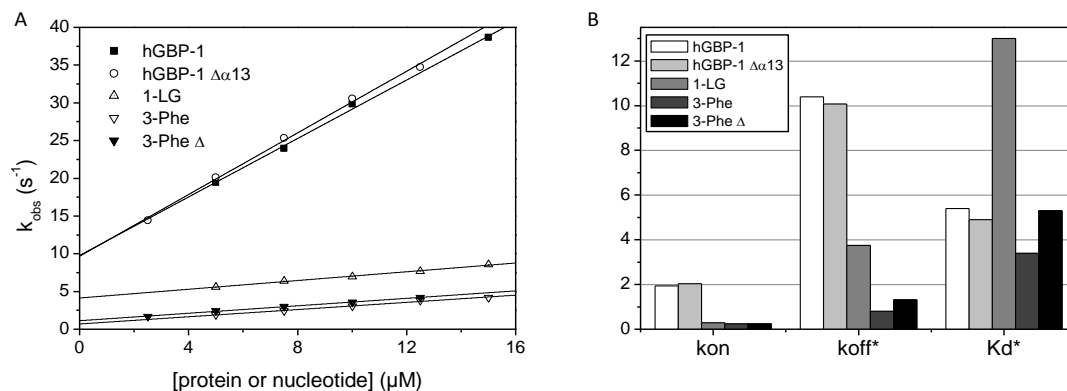 A
40
35
30
25
20
15
10
5
0
k_obs (s⁻¹)
hGBP-1
hGBP-1 Δα13
1-LG
3-Phe
3-Phe Δ
0 4 8 12 16
[protein or nucleotide] (µM)
B
12
10
8
6
4
2
0
hGBP-1
hGBP-1 Δα13
1-LG
3-Phe
3-Phe Δ
kon koff* Kd*